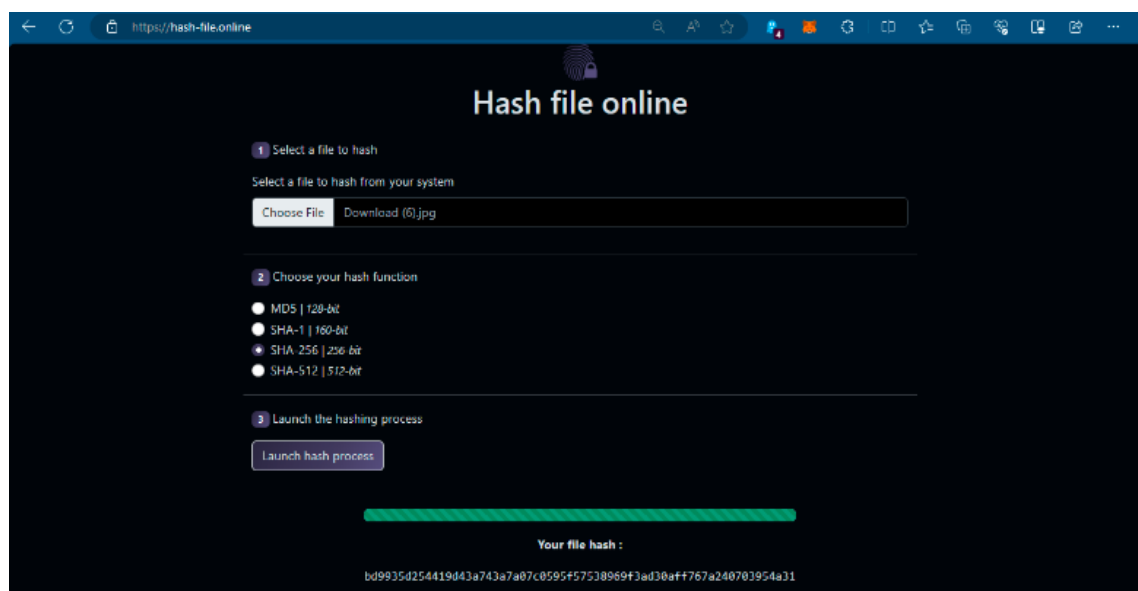 https://hash-file.online
4
Hash file online
1 Select a file to hash
Select a file to hash from your system
Choose File Download (6).jpg
2 Choose your hash function
MD5 | 128-bit
SHA-1 | 160-bit
SHA-256 | 256-bit
SHA-512 | 512-bit
3 Launch the hashing process
Launch hash process
Your file hash :
bd9935d254419d43a743a7a07c0595f57538969f3ad30aff767a240703954a31